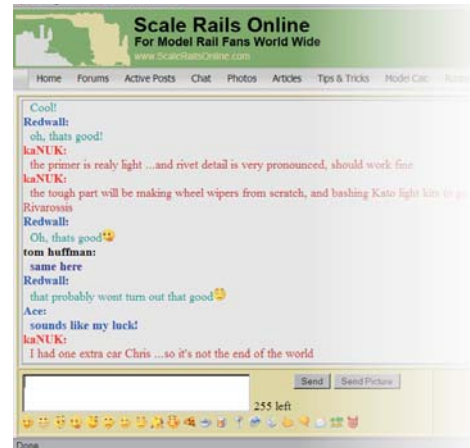 Scale Rails Online
For Model Rail Fans World Wide
www.ScaleRailsOnline.com
Home Forums Active Posts Chat Photos Articles Tips & Tricks Model Calc
Cool!
Redwall:
oh, thats good!
kaNUK:
the primer is realy light ...and rivet detail is very pronounced, should work fine
kaNUK:
the tough part will be making wheel wipers from scratch, and bashing Kato light kits to
Rivarossis
Redwall:
Oh, thats good
tom huffman:
same here
Redwall:
that probably wont turn out that good
Ace:
sounds like my luck!
kaNUK:
I had one extra car Chris ...so it's not the end of the world
Send Send Picture
255 left
Done